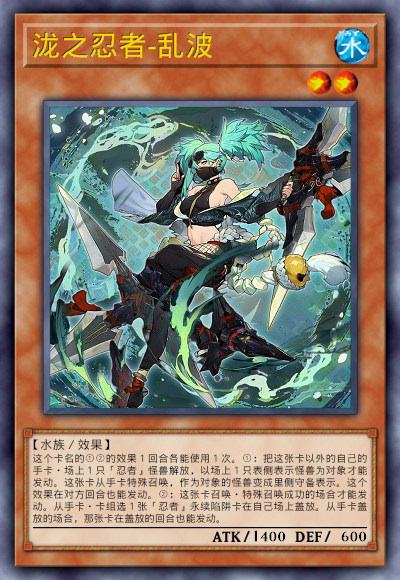 泷之忍者-乱波
水
【水族／效果】
这个卡名的①②的效果1回合各能使用1次。①：把这张卡以外的自己的
手卡·场上1只「忍者」怪兽解放，以场上1只表侧表示怪兽为对象才能
发动。这张卡从手卡特殊召唤，作为对象的怪兽变成里侧守备表示。这个
效果在对方回合也能发动。②：这张卡召唤·特殊召唤成功的场合才能发
动。从手卡·卡组选1张「忍者」永续陷阱卡在自己场上盖放。从手卡盖
放的场合，那张卡在盖放的回合也能发动。
ATK/1400 DEF/ 600